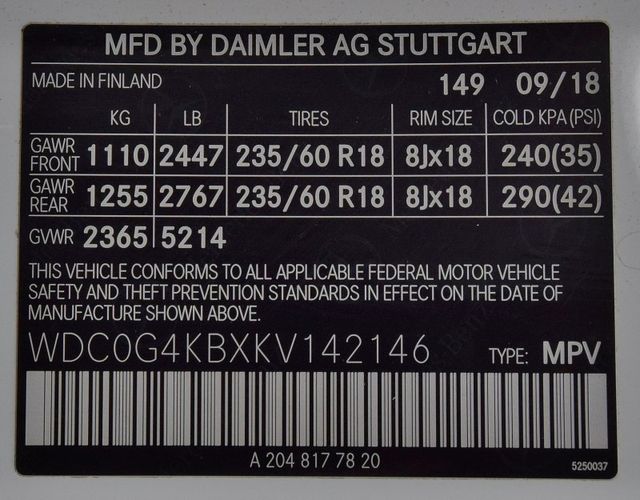 MFD BY DAIMLER AG STUTTGART
MADE IN FINLAND 149 09/18
KG LB TIRES RIM SIZE COLD KPA (PSI)
GAWR FRONT 1110 2447 235/60 R18 8Jx18 240(35)
GAWR REAR 1255 2767 235/60 R18 8Jx18 290(42)
GVWR 2365 5214
THIS VEHICLE CONFORMS TO ALL APPLICABLE FEDERAL MOTOR VEHICLE
SAFETY AND THEFT PREVENTION STANDARDS IN EFFECT ON THE DATE OF
MANUFACTURE SHOWN ABOVE.
WDC0G4KBXKV142146 TYPE: MPV
A 204 817 78 20 5250037